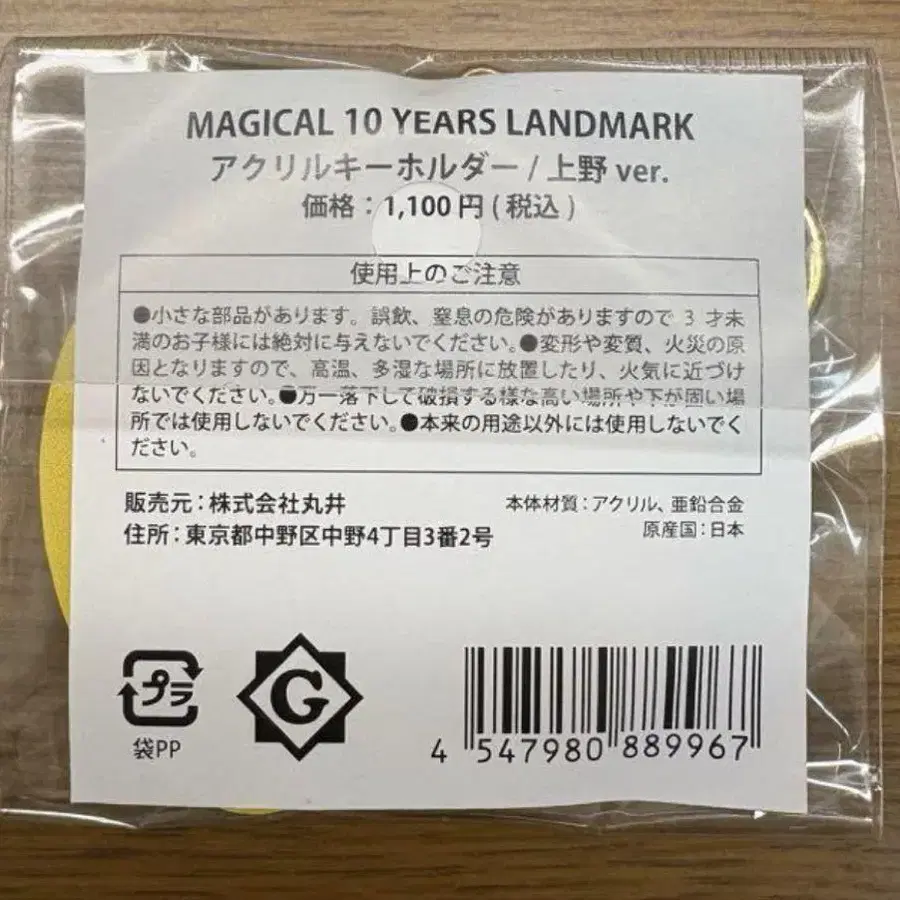 MAGICAL 10 YEARS LANDMARK
アクリルキーホルダー / 上野 ver.
価格：1,100 円 ( 税込 )
使用上のご注意
●小さな部品があります。誤飲、窒息の危険がありますので 3 才未
満のお子様には絶対に与えないでください。●変形や変質、火災の原
因となりますので、高温、多湿な場所に放置したり、火気に近づけ
ないでください。●万一落下して破損する様な高い場所や下が固い場
所では使用しないでください。●本来の用途以外には使用しないでく
ださい。
販売元：株式会社丸井
住所：東京都中野区中野4丁目3番2号
本体材質：アクリル、亜鉛合金
原産国：日本
プラ
袋PP
G
4 547980 889967